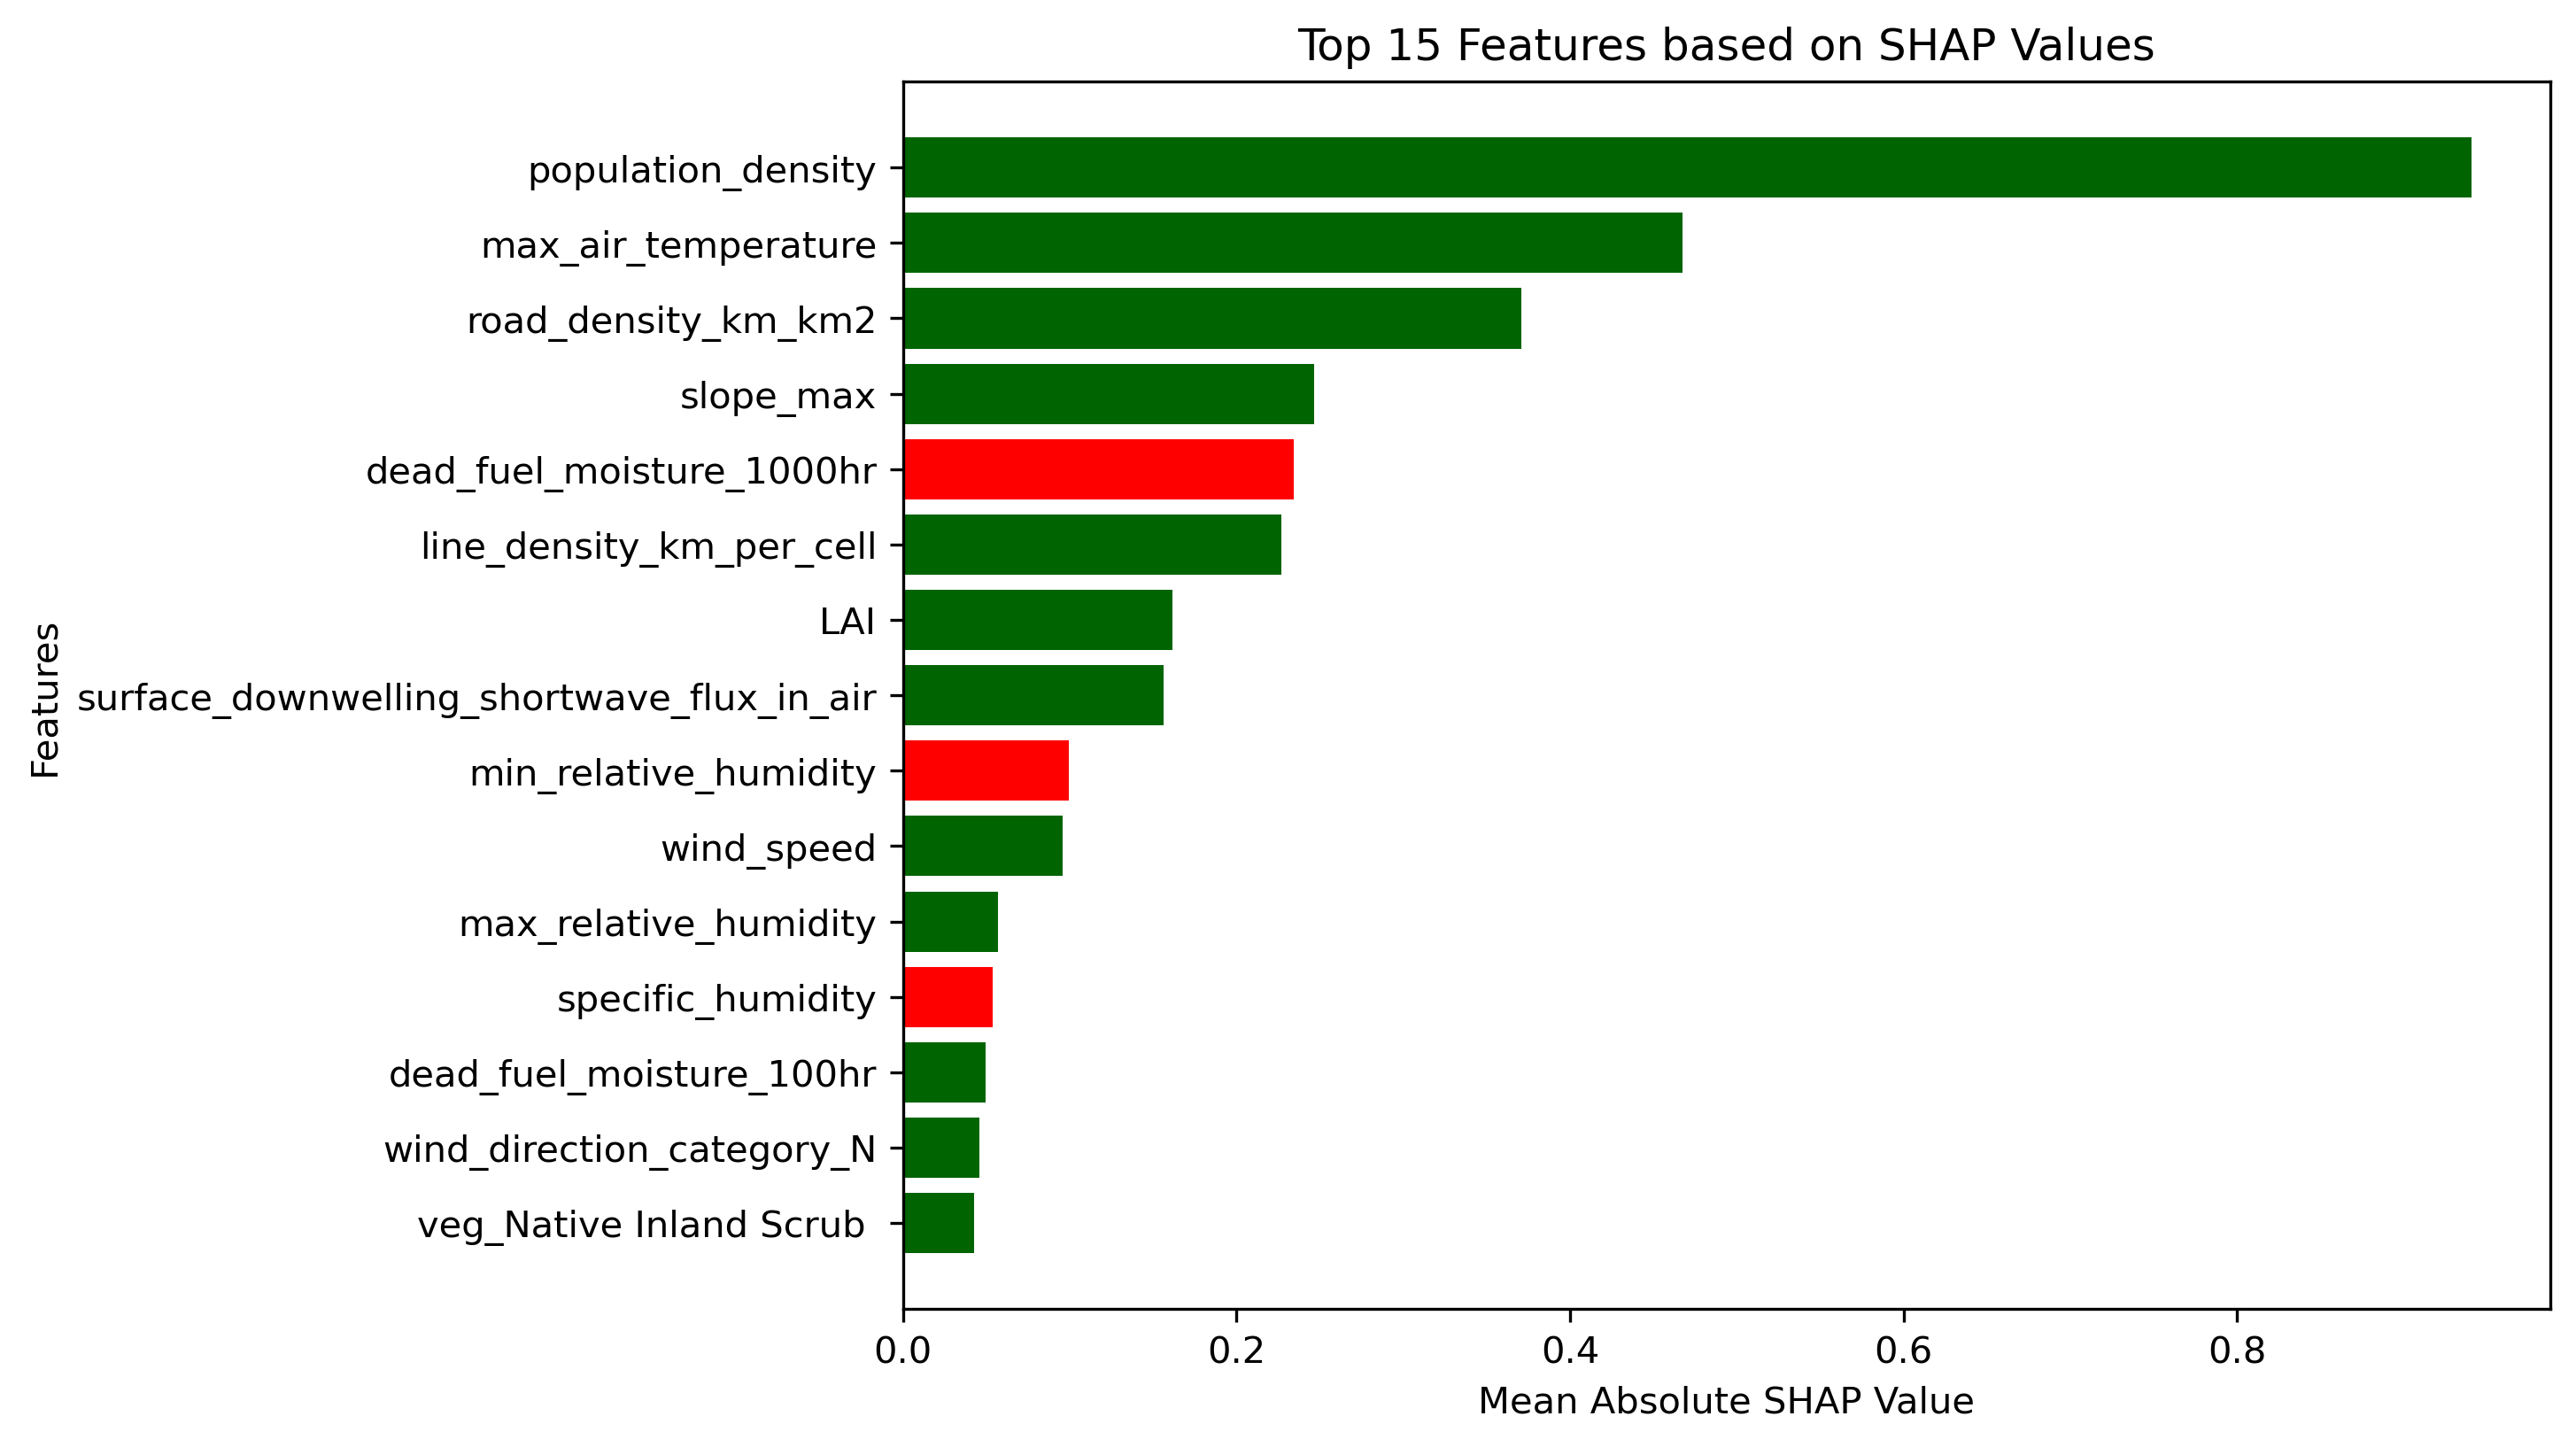 Top 15 Features based on SHAP Values
Features
population_density
max_air_temperature
road_density_km_km2
slope_max
dead_fuel_moisture_1000hr
line_density_km_per_cell
LAI
surface_downwelling_shortwave_flux_in_air
min_relative_humidity
wind_speed
max_relative_humidity
specific_humidity
dead_fuel_moisture_100hr
wind_direction_category_N
veg_Native Inland Scrub
0.0 0.2 0.4 0.6 0.8
Mean Absolute SHAP Value